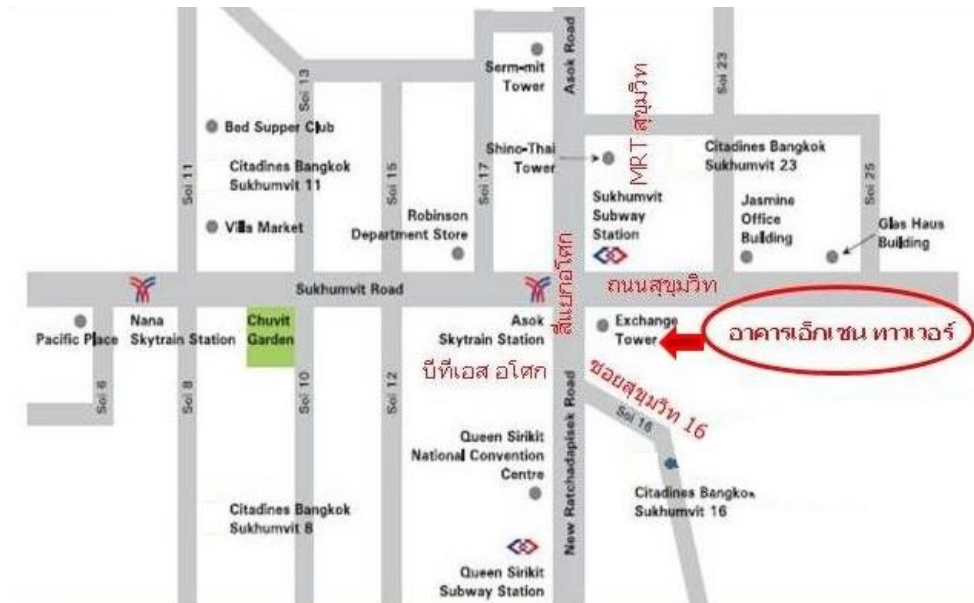 Serm-mit
Tower
Asok Road
MRT สุขุมวิท
Soi 23
Soi 13
Bed Supper Club
Citadines Bangkok
Sukhumvit 11
Soi 11
Soi 15
Soi 17
Shino-Thai
Tower
Citadines Bangkok
Sukhumvit 23
Soi 25
Villa Market
Robinson
Department Store
Sukhumvit
Subway
Station
Jasmine
Office
Building
Glas Haus
Building
Sukhumvit Road
สี่แยกอโศก
ถนนสุขุมวิท
Pacific Place
Nana
Skytrain Station
Chuvit
Garden
Asok
Skytrain Station
Exchange
Tower
อาคารเอ็กเชน ทาวเวอร์
บีทีเอส อโศก
ซอยสุขุมวิท 16
Soi 6
Soi 8
Soi 10
Soi 12
Soi 16
New Ratchadapisek Road
Queen Sirikit
National Convention
Centre
Citadines Bangkok
Sukhumvit 16
Citadines Bangkok
Sukhumvit 8
Queen Sirikit
Subway Station